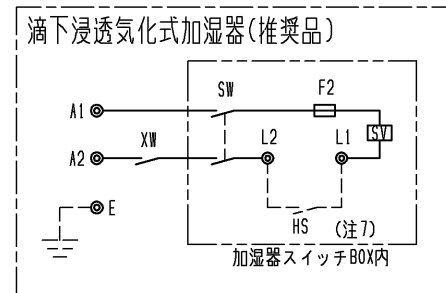 滴下浸透気化式加湿器(推奨品)
SW
F2
A1
XW
L2
L1
SV
A2
E
HS
(注7)
加湿器スイッチBOX内